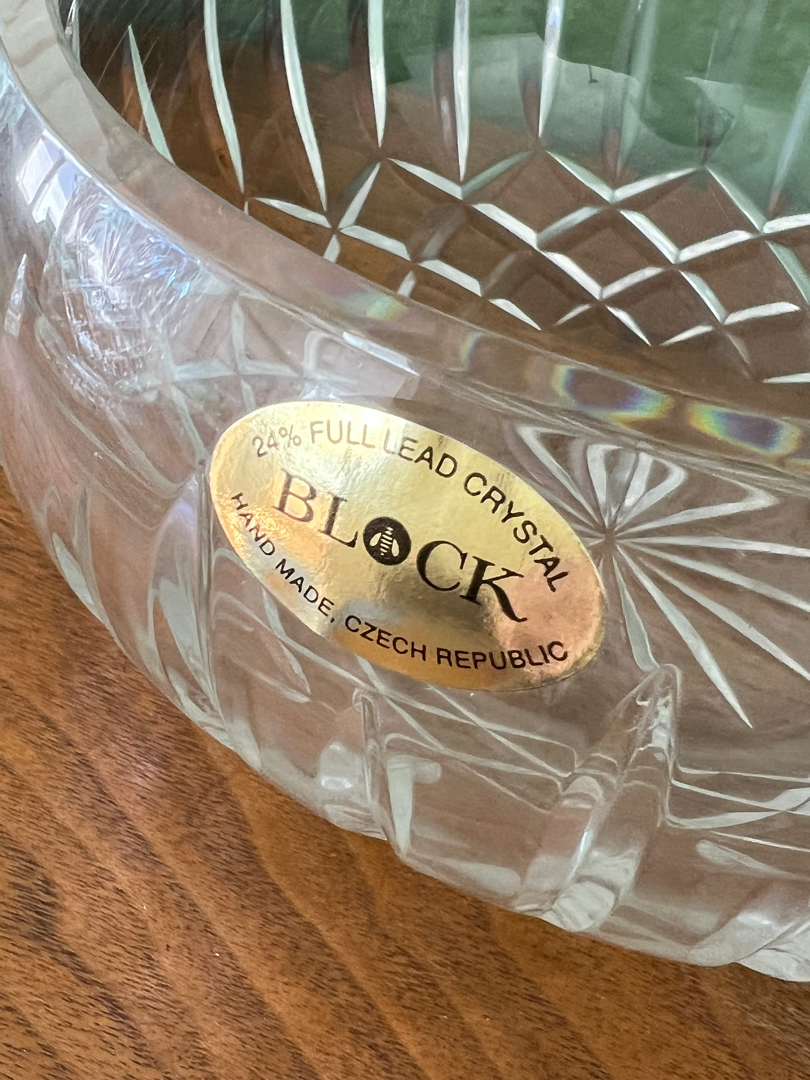 24% FULL LEAD CRYSTAL
BLOCK
HAND MADE, CZECH REPUBLIC